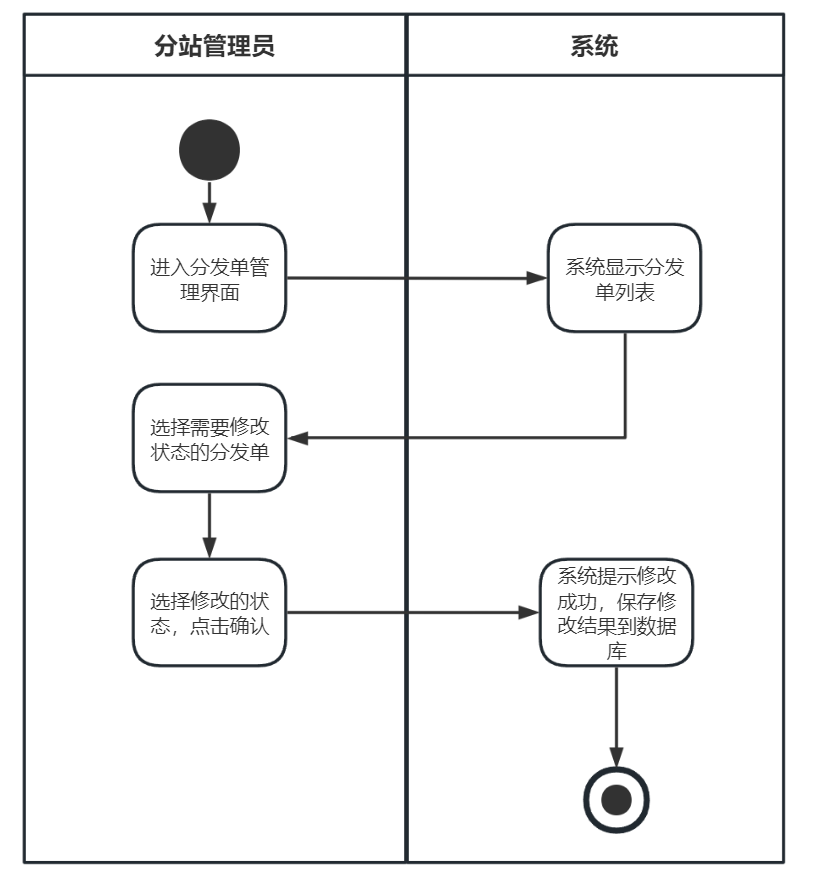 分站管理员
系统
进入分发单管
理界面
系统显示分发
单列表
选择需要修改
状态的分发单
选择修改的状
态，点击确认
系统提示修改
成功，保存修
改结果到数据
库